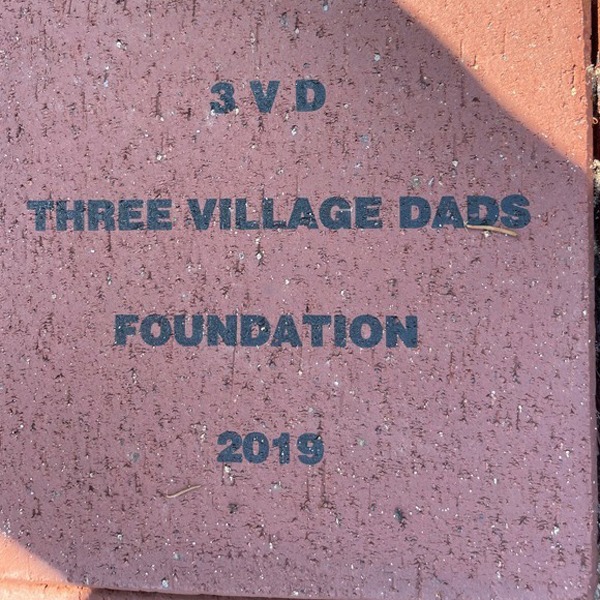 3 V D
THREE VILLAGE DADS
FOUNDATION
2019